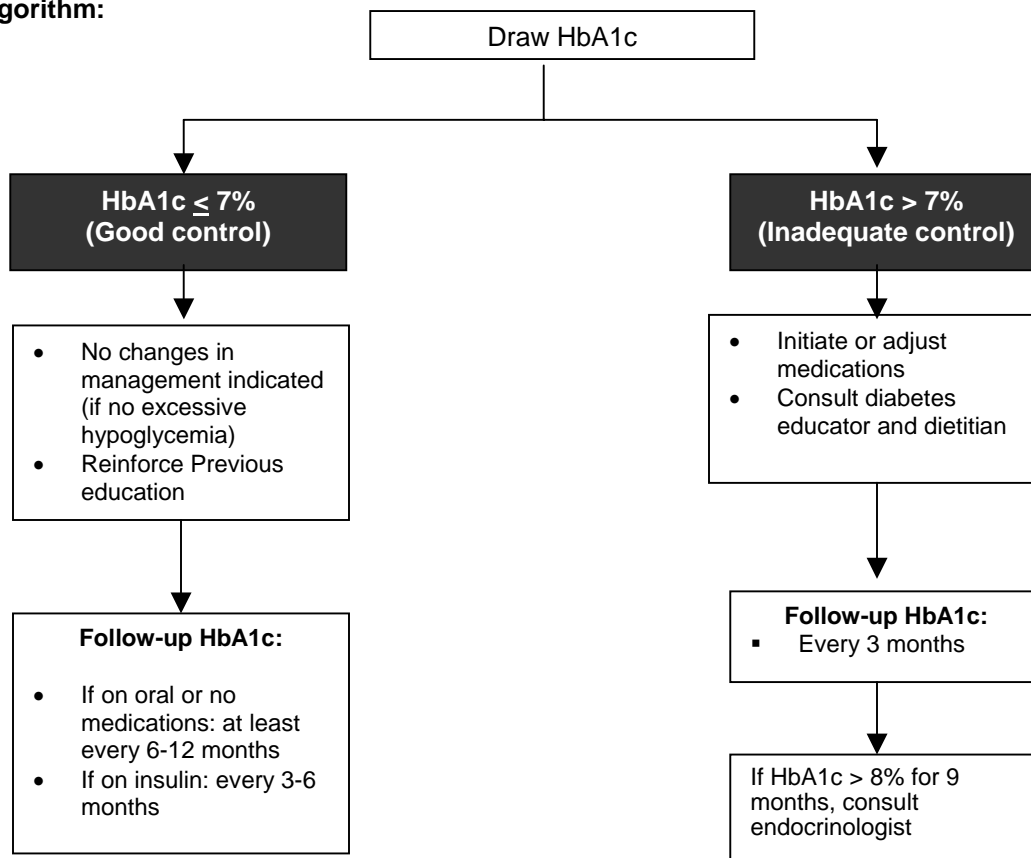 gorithm:
Draw HbA1c
HbA1c ≤ 7%
(Good control)
• No changes in
management indicated
(if no excessive
hypoglycemia)
• Reinforce Previous
education
Follow-up HbA1c:
• If on oral or no
medications: at least
every 6-12 months
• If on insulin: every 3-6
months
HbA1c > 7%
(Inadequate control)
• Initiate or adjust
medications
• Consult diabetes
educator and dietitian
Follow-up HbA1c:
▪ Every 3 months
If HbA1c > 8% for 9
months, consult
endocrinologist